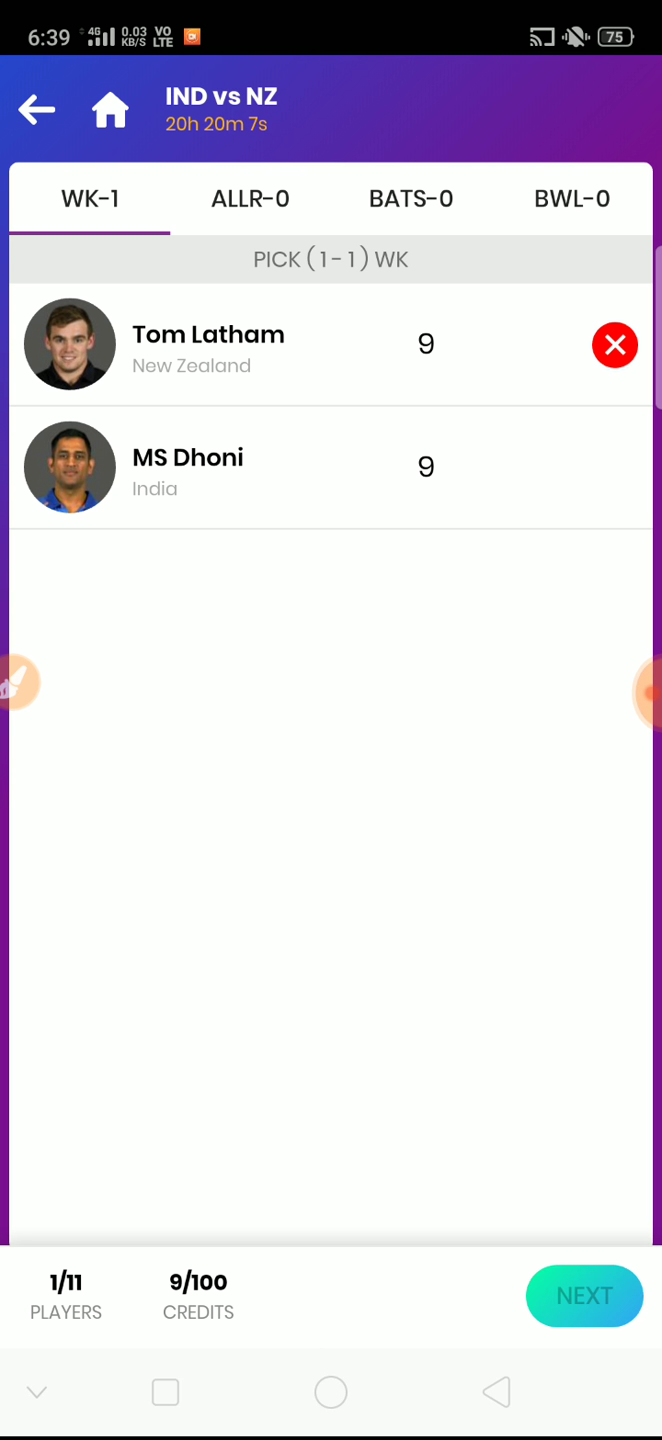 6:39 4G 0.03 KB/S VO LTE 75
IND vs NZ
20h 20m 7s
WK-1 ALLR-0 BATS-0 BWL-0
PICK ( 1 - 1 ) WK
Tom Latham 9
New Zealand
MS Dhoni 9
India
1/11 9/100 NEXT
PLAYERS CREDITS